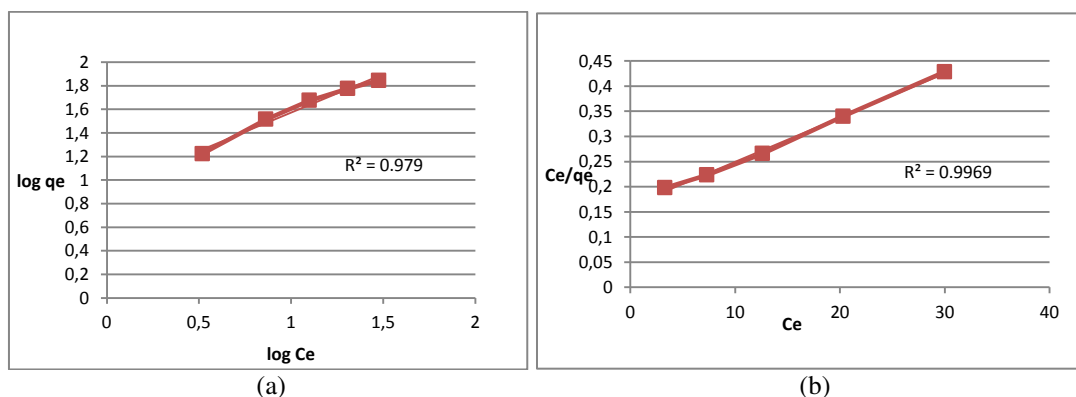 2
1,8
1,6
1,4
1,2
1
0,8
0,6
0,4
0,2
0
log qe
R² = 0.979
0 0,5 1 1,5 2
log Ce
(a)
0,45
0,4
0,35
0,3
0,25
0,2
0,15
0,1
0,05
0
Ce/qe
R² = 0.9969
0 10 20 30 40
Ce
(b)